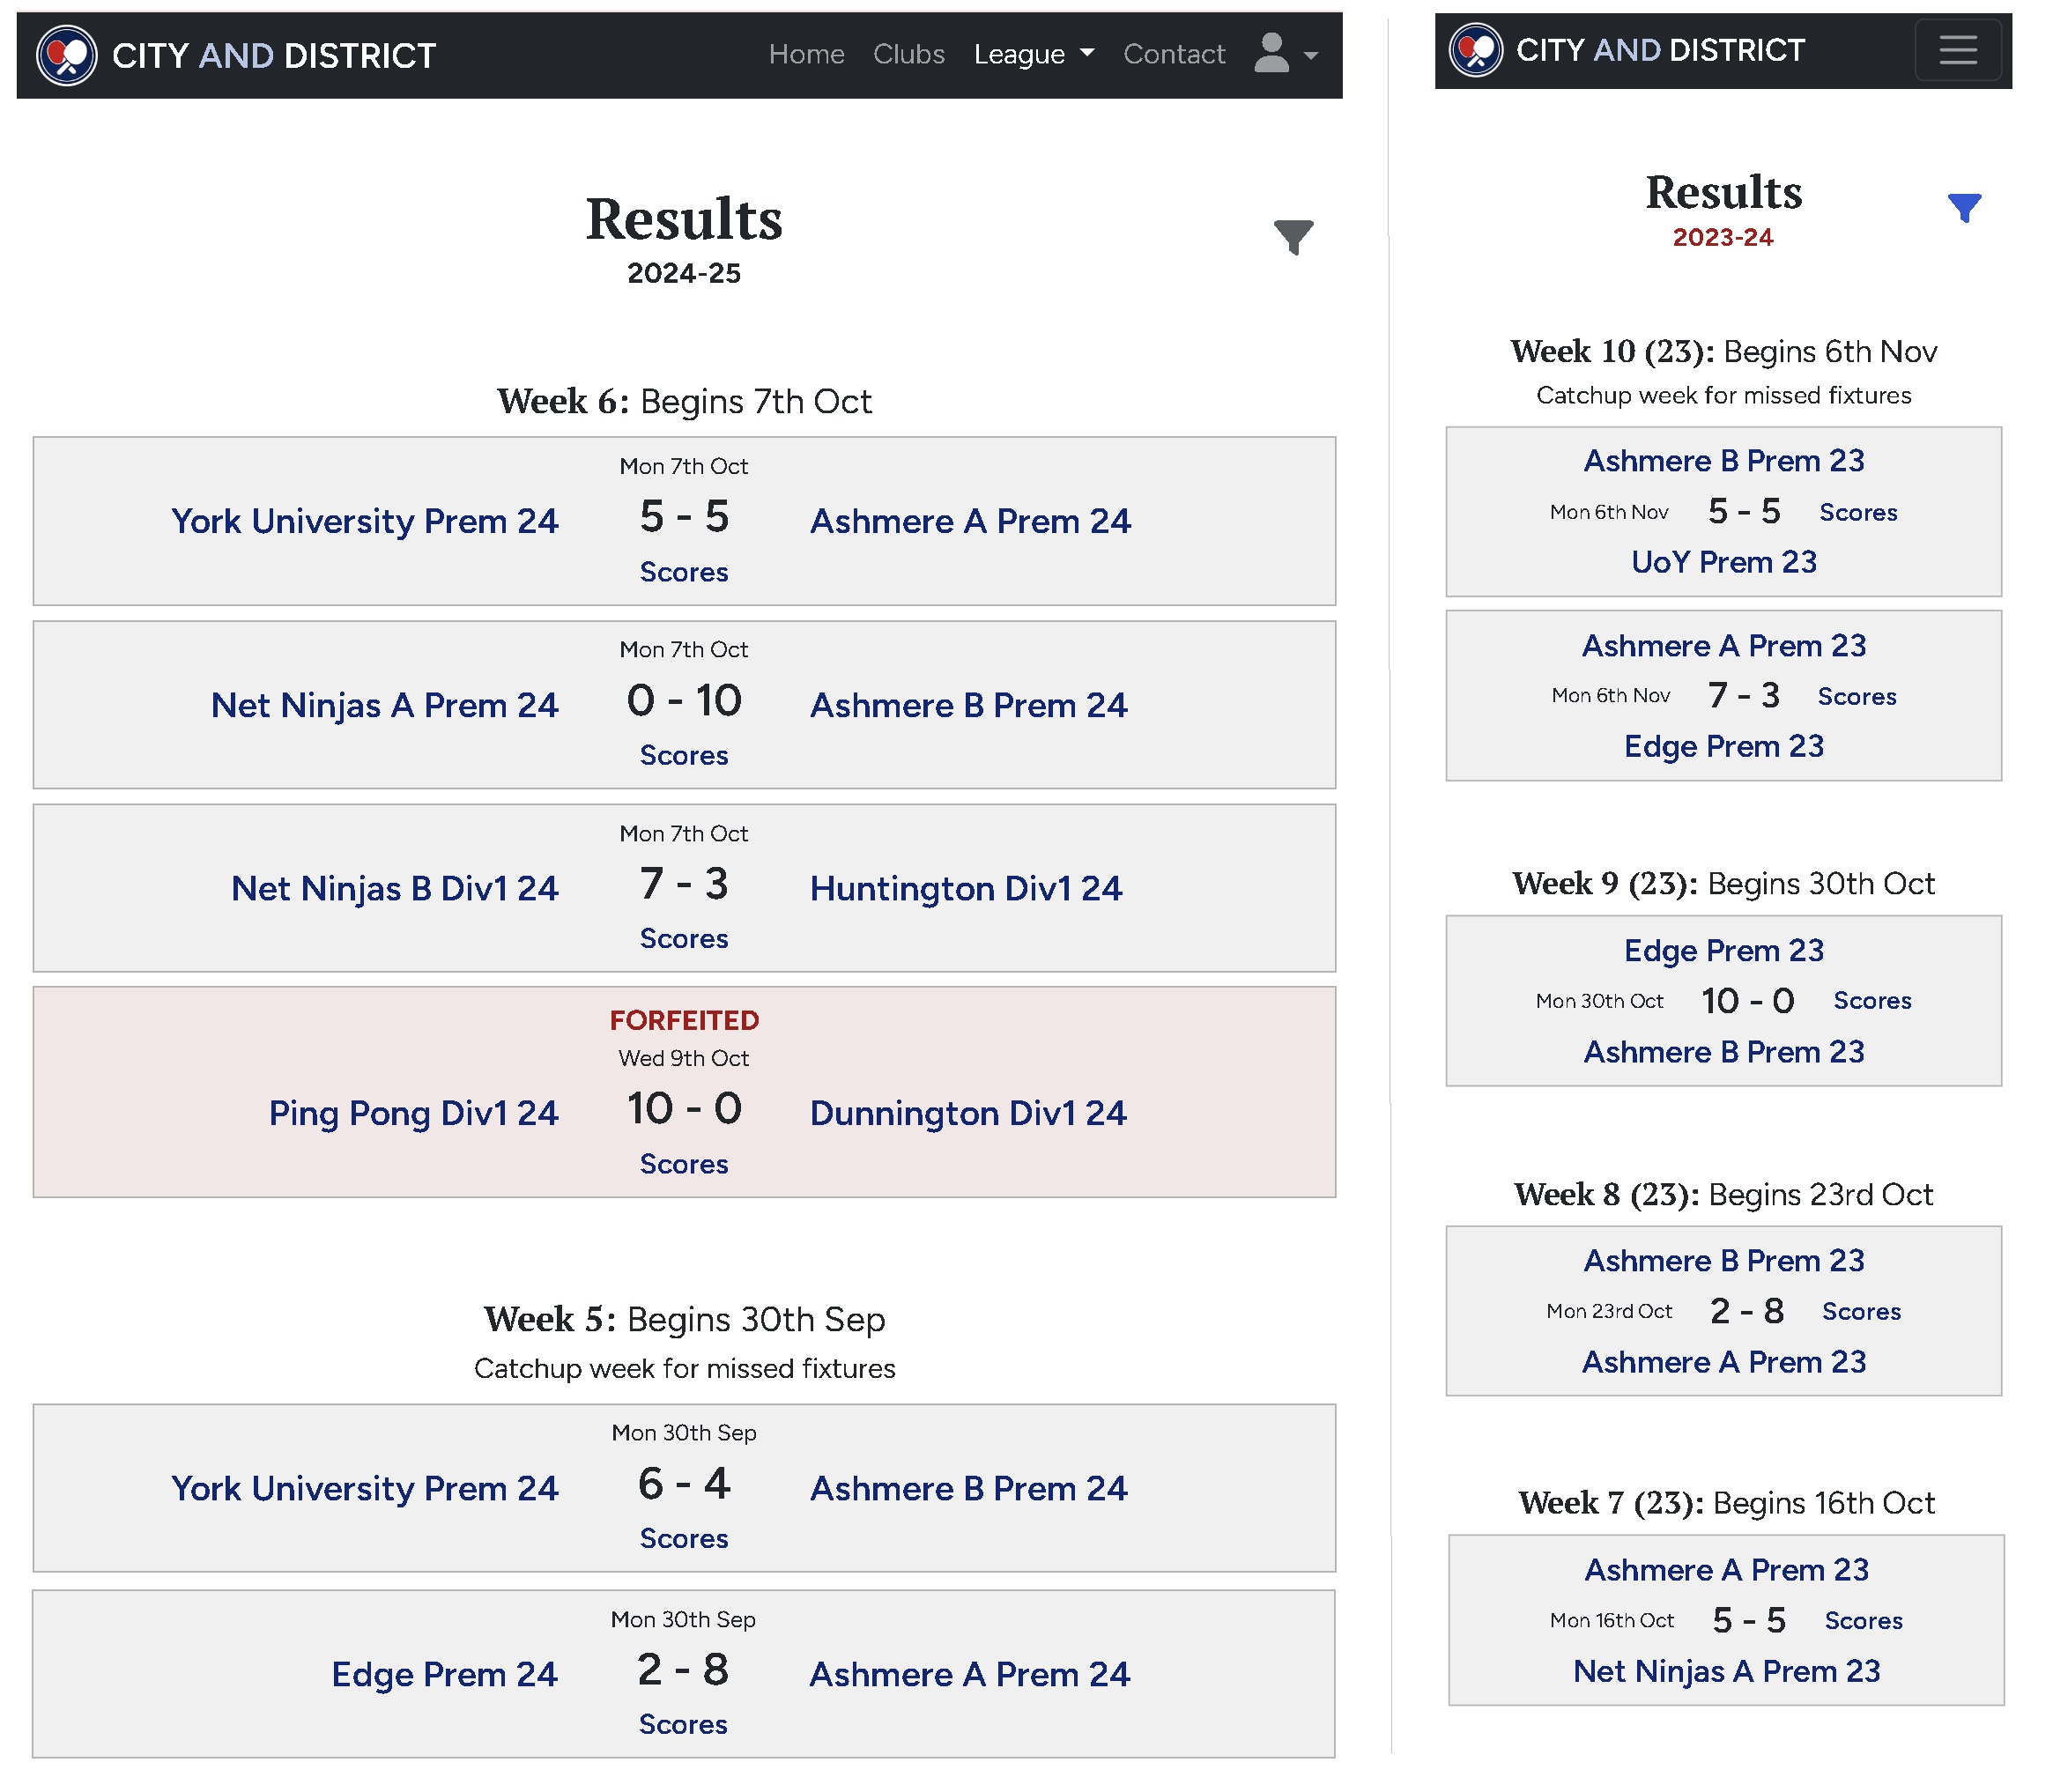 CITY AND DISTRICT
Home Clubs League Contact
Results
2024-25
Week 6: Begins 7th Oct
Mon 7th Oct
York University Prem 24 5 - 5 Ashmere A Prem 24
Scores
Mon 7th Oct
Net Ninjas A Prem 24 0 - 10 Ashmere B Prem 24
Scores
Mon 7th Oct
Net Ninjas B Div1 24 7 - 3 Huntington Div1 24
Scores
FORFEITED
Wed 9th Oct
Ping Pong Div1 24 10 - 0 Dunnington Div1 24
Scores
Week 5: Begins 30th Sep
Catchup week for missed fixtures
Mon 30th Sep
York University Prem 24 6 - 4 Ashmere B Prem 24
Scores
Mon 30th Sep
Edge Prem 24 2 - 8 Ashmere A Prem 24
Scores
CITY AND DISTRICT
Results
2023-24
Week 10 (23): Begins 6th Nov
Catchup week for missed fixtures
Ashmere B Prem 23
Mon 6th Nov 5 - 5 Scores
UoY Prem 23
Ashmere A Prem 23
Mon 6th Nov 7 - 3 Scores
Edge Prem 23
Week 9 (23): Begins 30th Oct
Edge Prem 23
Mon 30th Oct 10 - 0 Scores
Ashmere B Prem 23
Week 8 (23): Begins 23rd Oct
Ashmere B Prem 23
Mon 23rd Oct 2 - 8 Scores
Ashmere A Prem 23
Week 7 (23): Begins 16th Oct
Ashmere A Prem 23
Mon 16th Oct 5 - 5 Scores
Net Ninjas A Prem 23